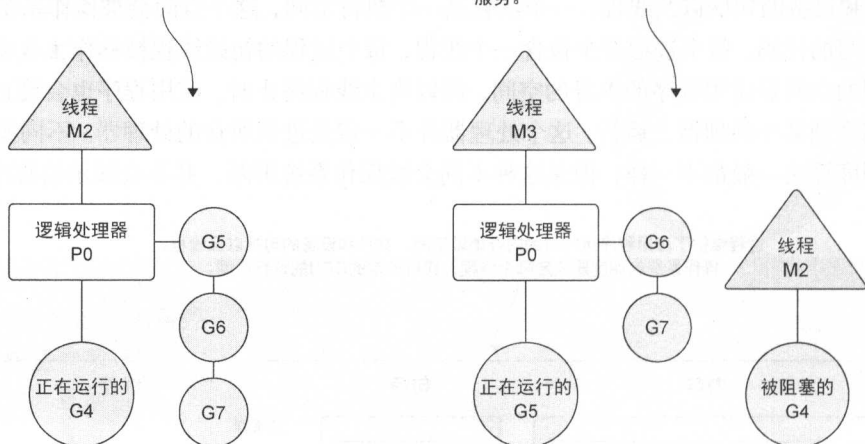 服务。
线程
M2
逻辑处理器
P0
G5
G6
G7
正在运行的
G4
线程
M3
逻辑处理器
P0
G6
G7
正在运行的
G5
线程
M2
被阻塞的
G4